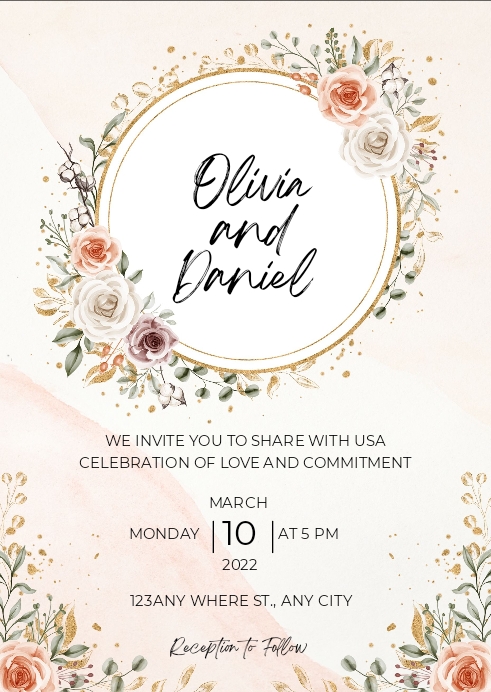 Olivia
and
Daniel
WE INVITE YOU TO SHARE WITH USA
CELEBRATION OF LOVE AND COMMITMENT
MARCH
MONDAY | 10 | AT 5 PM
2022
123ANY WHERE ST., ANY CITY
Reception to Follow